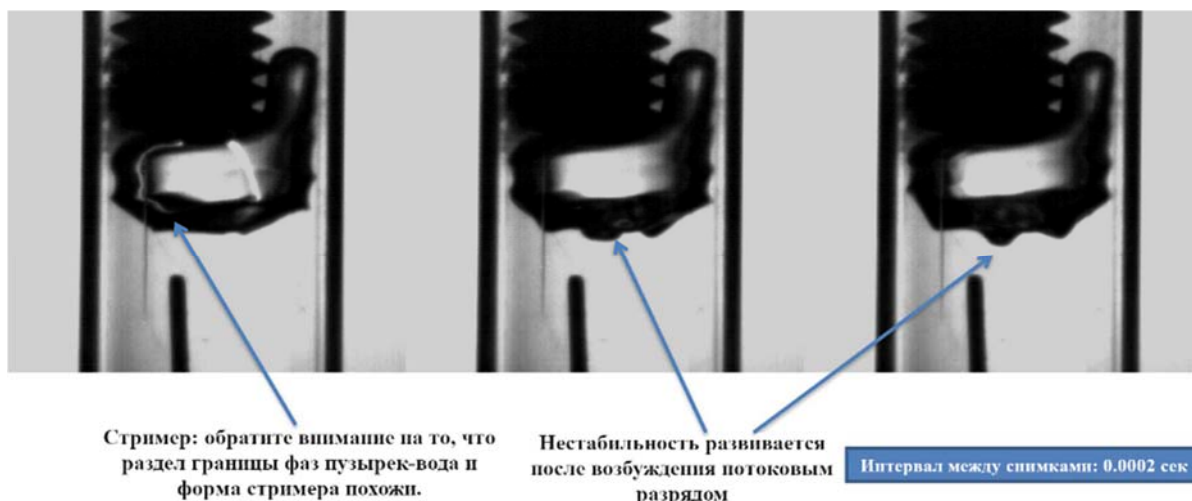 Стример: обратите внимание на то, что
раздел границы фаз пузырек-вода и
форма стримера похожи.
Нестабильность развивается
после возбуждения потоковым
разрядом
Интервал между снимками: 0.0002 сек